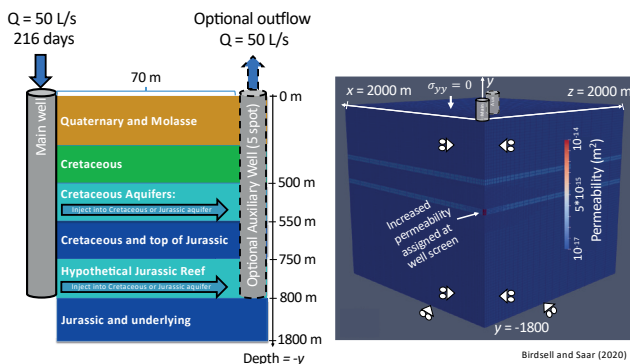 Q = 50 L/s
216 days
Optional outflow
Q = 50 L/s
70 m
0 m
Main well
Quaternary and Molasse
Cretaceous
500 m
Cretaceous Aquifers:
Inject into Cretaceous or Jurassic aquifer
550 m
Cretaceous and top of Jurassic
750 m
Hypothetical Jurassic Reef
Inject into Cretaceous or Jurassic aquifer
800 m
Jurassic and underlying
1800 m
Depth = -y
Optional Auxiliary Well (5 spot)
x = 2000 m
σyy = 0
y
z = 2000 m
Increased
permeability
assigned at
well screen
10⁻¹⁴
5*10⁻¹⁵
10⁻¹⁷
Permeability (m²)
y = -1800
Birdsell and Saar (2020)